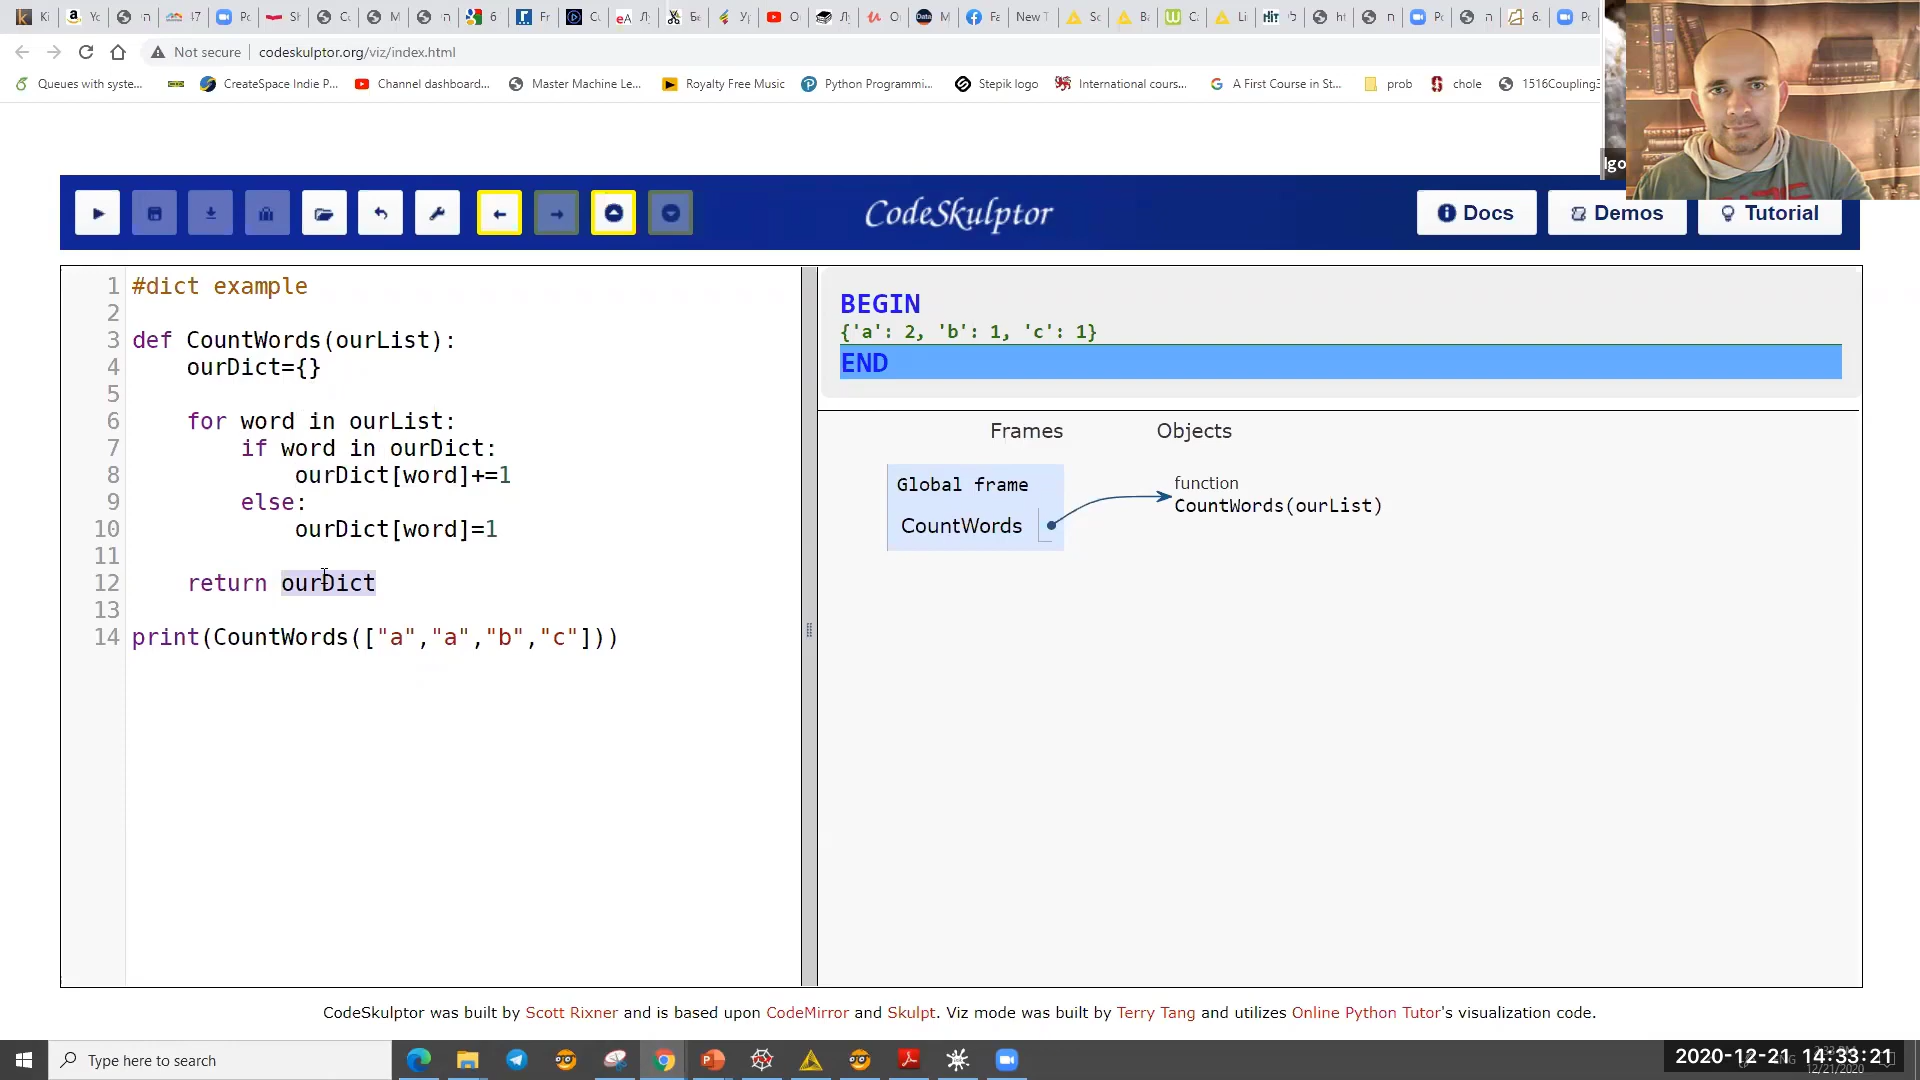 Not secure codeskulptor.org/viz/index.html
Queues with syste... CreateSpace Indie P... Channel dashboard... Master Machine Le... Royalty Free Music Python Programmi... Stepik logo International cours... A First Course in St... prob chole 1516Coupling
Igo
CodeSkulptor
Docs Demos Tutorial
1 #dict example
2
3 def CountWords(ourList):
4 ourDict={}
5
6 for word in ourList:
7 if word in ourDict:
8 ourDict[word]+=1
9 else:
10 ourDict[word]=1
11
12 return ourDict
13
14 print(CountWords(["a","a","b","c"]))
BEGIN
{'a': 2, 'b': 1, 'c': 1}
END
Frames Objects
Global frame
CountWords
function
CountWords(ourList)
CodeSkulptor was built by Scott Rixner and is based upon CodeMirror and Skulpt. Viz mode was built by Terry Tang and utilizes Online Python Tutor's visualization code.
Type here to search
2020-12-21 14:33:21
12/21/2020